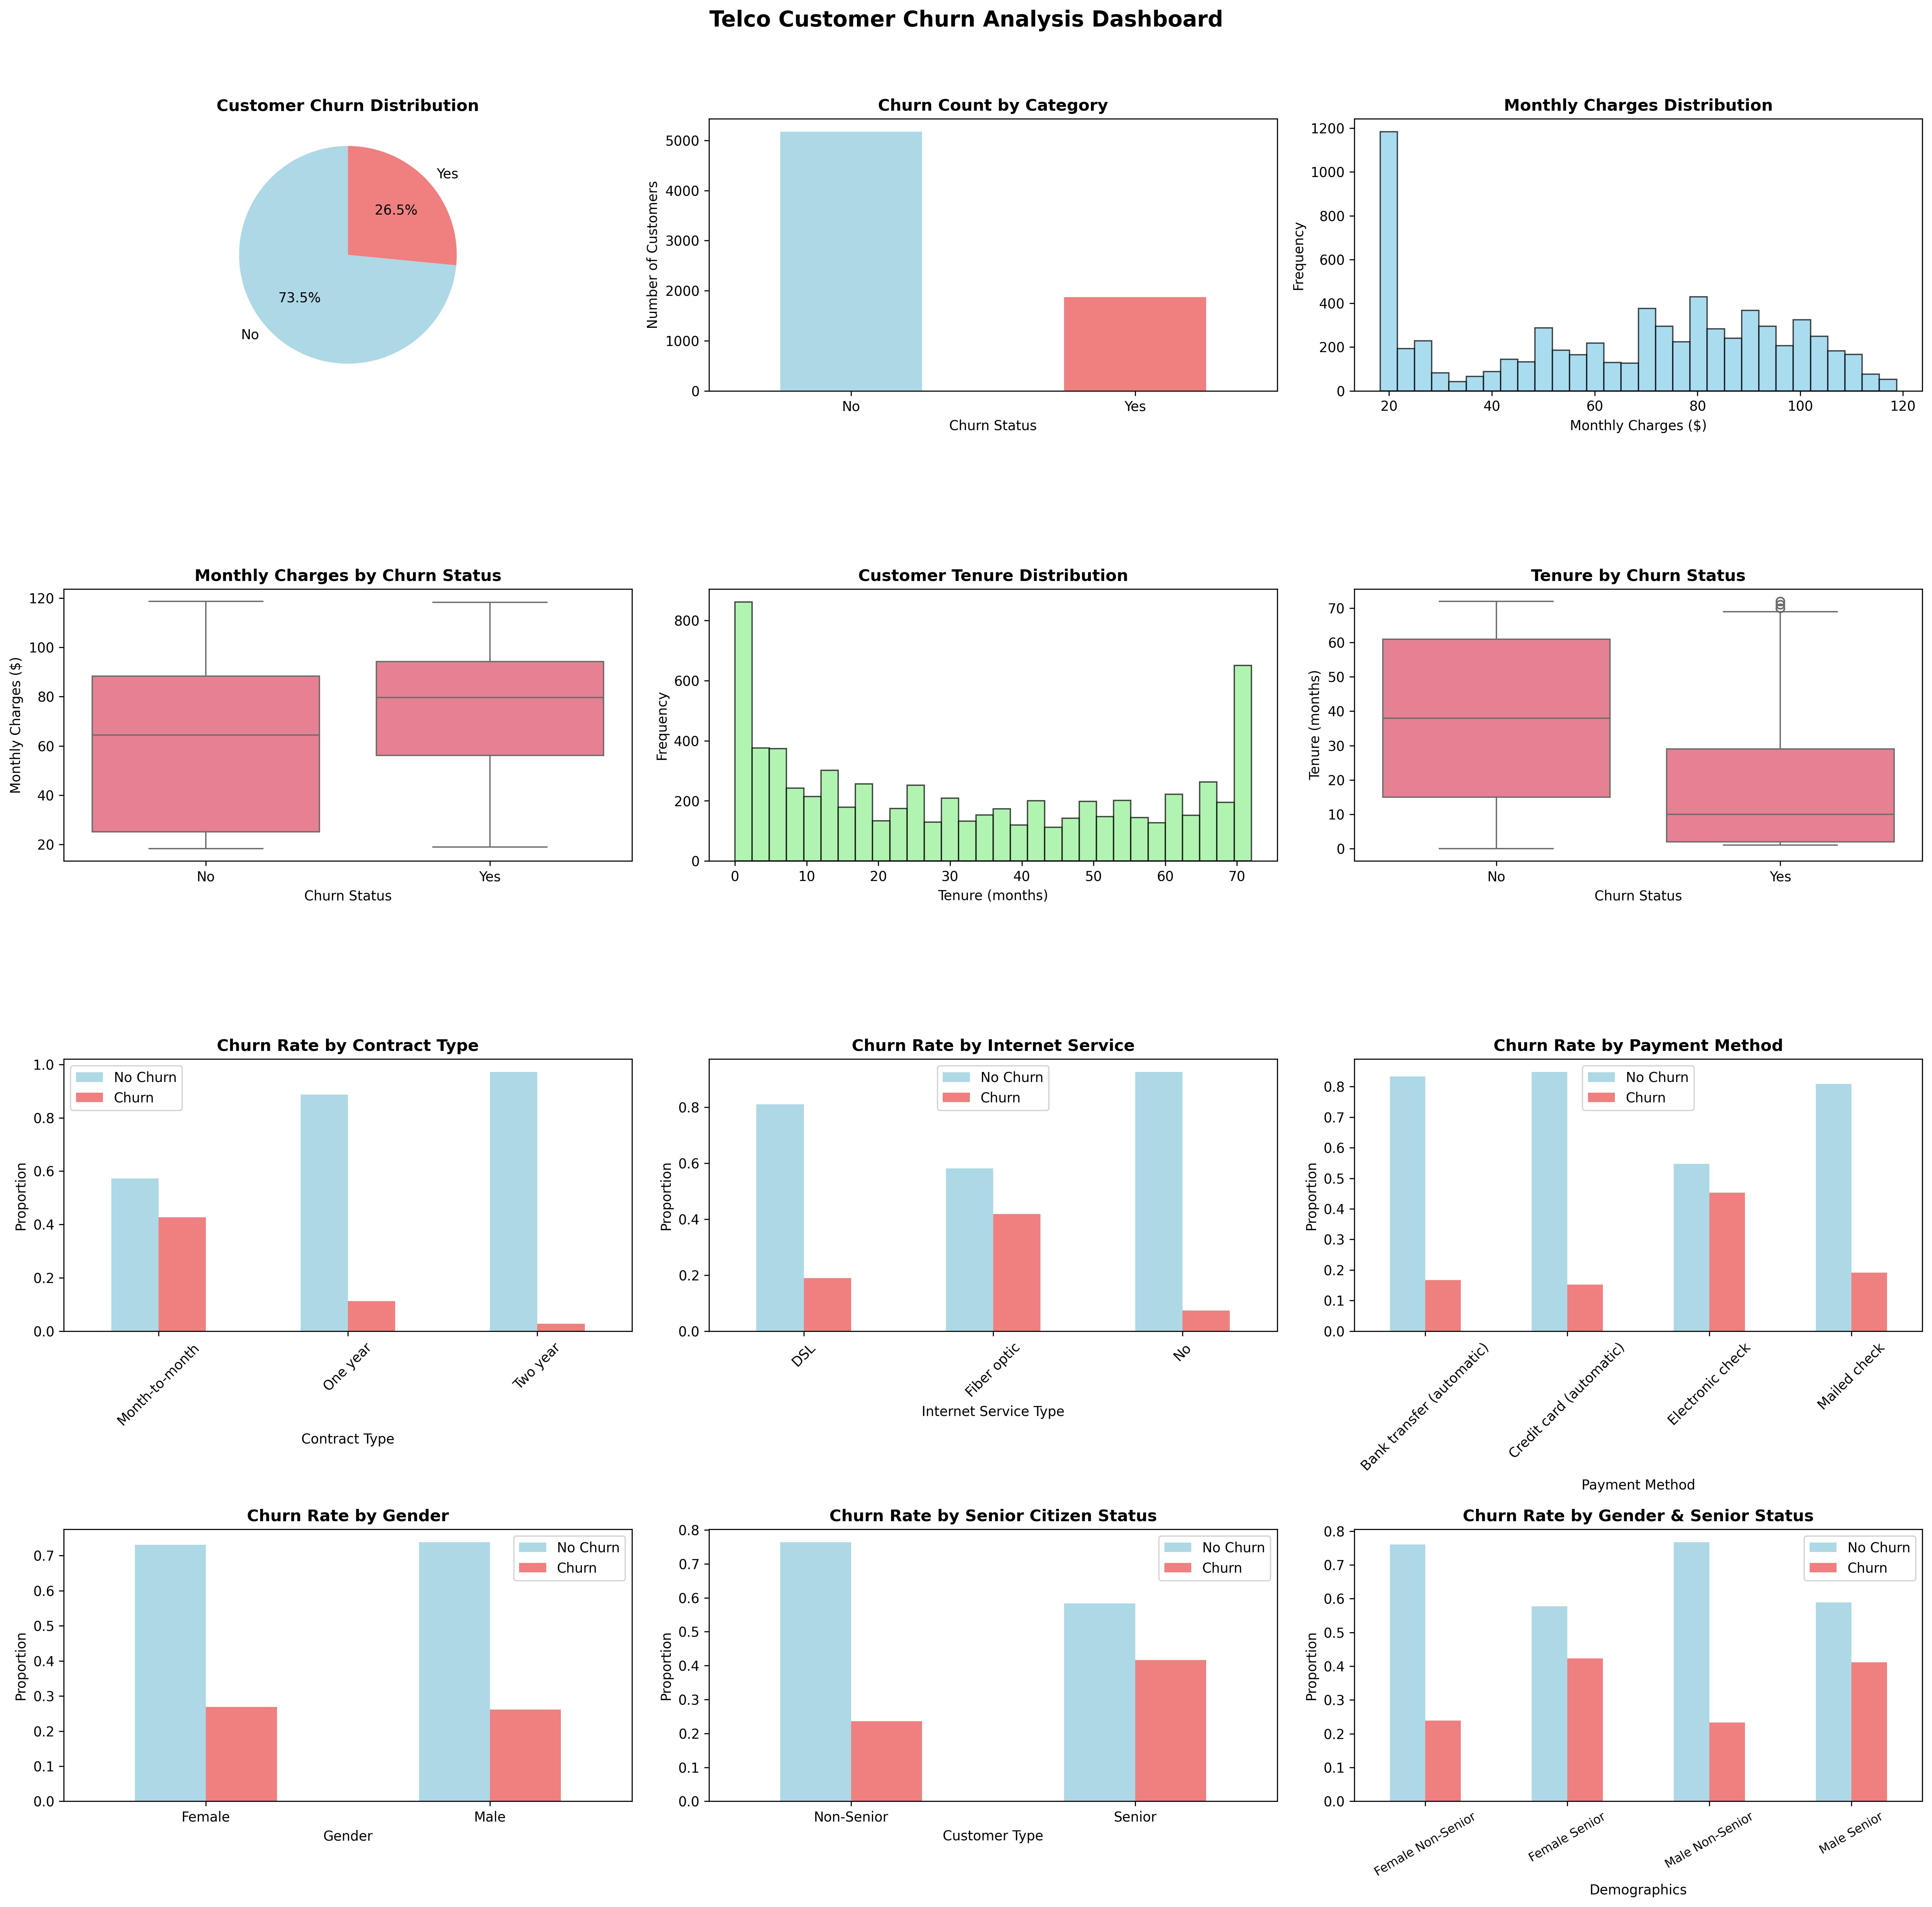 Telco Customer Churn Analysis Dashboard
Customer Churn Distribution
Yes
26.5%
73.5%
No
Churn Count by Category
Number of Customers
5000
4000
3000
2000
1000
0
No
Yes
Churn Status
Monthly Charges Distribution
Frequency
1200
1000
800
600
400
200
0
20
40
60
80
100
120
Monthly Charges ($)
Monthly Charges by Churn Status
Monthly Charges ($)
120
100
80
60
40
20
No
Yes
Churn Status
Customer Tenure Distribution
Frequency
800
600
400
200
0
0
10
20
30
40
50
60
70
Tenure (months)
Tenure by Churn Status
Tenure (months)
70
60
50
40
30
20
10
0
No
Yes
Churn Status
Churn Rate by Contract Type
No Churn
Churn
Proportion
1.0
0.8
0.6
0.4
0.2
0.0
Month-to-month
One year
Two year
Contract Type
Churn Rate by Internet Service
No Churn
Churn
Proportion
0.8
0.6
0.4
0.2
0.0
DSL
Fiber optic
No
Internet Service Type
Churn Rate by Payment Method
No Churn
Churn
Proportion
0.8
0.7
0.6
0.5
0.4
0.3
0.2
0.1
0.0
Bank transfer (automatic)
Credit card (automatic)
Electronic check
Mailed check
Payment Method
Churn Rate by Gender
No Churn
Churn
Proportion
0.7
0.6
0.5
0.4
0.3
0.2
0.1
0.0
Female
Male
Gender
Churn Rate by Senior Citizen Status
No Churn
Churn
Proportion
0.8
0.7
0.6
0.5
0.4
0.3
0.2
0.1
0.0
Non-Senior
Senior
Customer Type
Churn Rate by Gender & Senior Status
No Churn
Churn
Proportion
0.8
0.7
0.6
0.5
0.4
0.3
0.2
0.1
0.0
Female Non-Senior
Female Senior
Male Non-Senior
Male Senior
Demographics